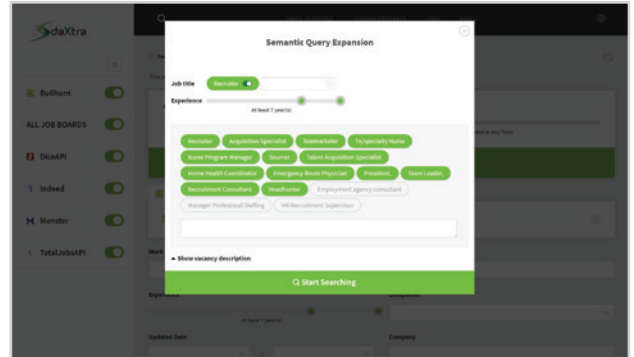 daXtra
Semantic Query Expansion
Job title
Recruiter
Experience
At least 7 year(s)
Bullhorn
ALL JOB BOARDS
DiceAPI
Indeed
Monster
TotalJobsAPI
Recruiter
Acquisition Specialist
Telemarketer
Tn/specialty Nurse
Nurse Program Manager
Sourcer
Talent Acquisition Specialist
Home Health Coordinator
Emergency Room Physician
President,
Team Leader,
Recruitment Consultant
Headhunter
Employment agency consultant
Manager Professional Staffing
HR Recruitment Supervisor
Show vacancy description
Start Searching
Work
Experience
Companies
At least 7 year(s)
Updated Date
Company